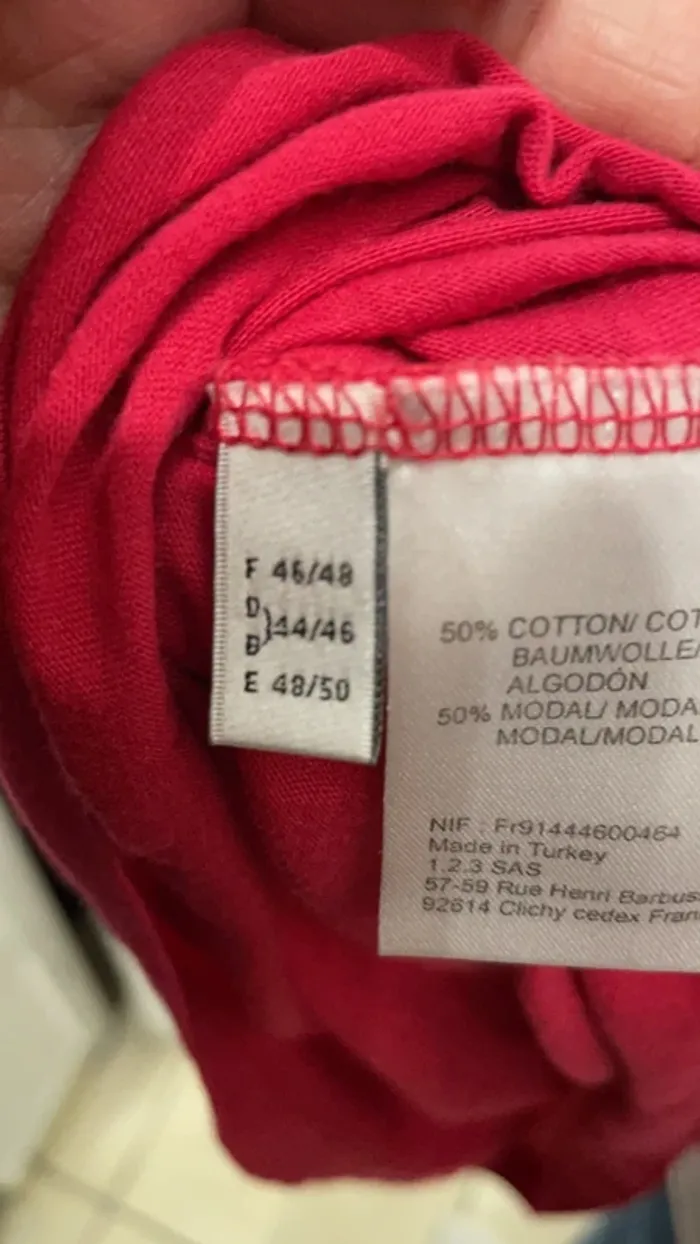 F 46/48
D
B }44/46
E 48/50
50% COTTON/ COT
BAUMWOLLE/
ALGODÓN
50% MODAL/ MODA
MODAL/MODAL
NIF : Fr91444600464
Made in Turkey
1.2.3 SAS
57-59 Rue Henri Barbus
92614 Clichy cedex Fran